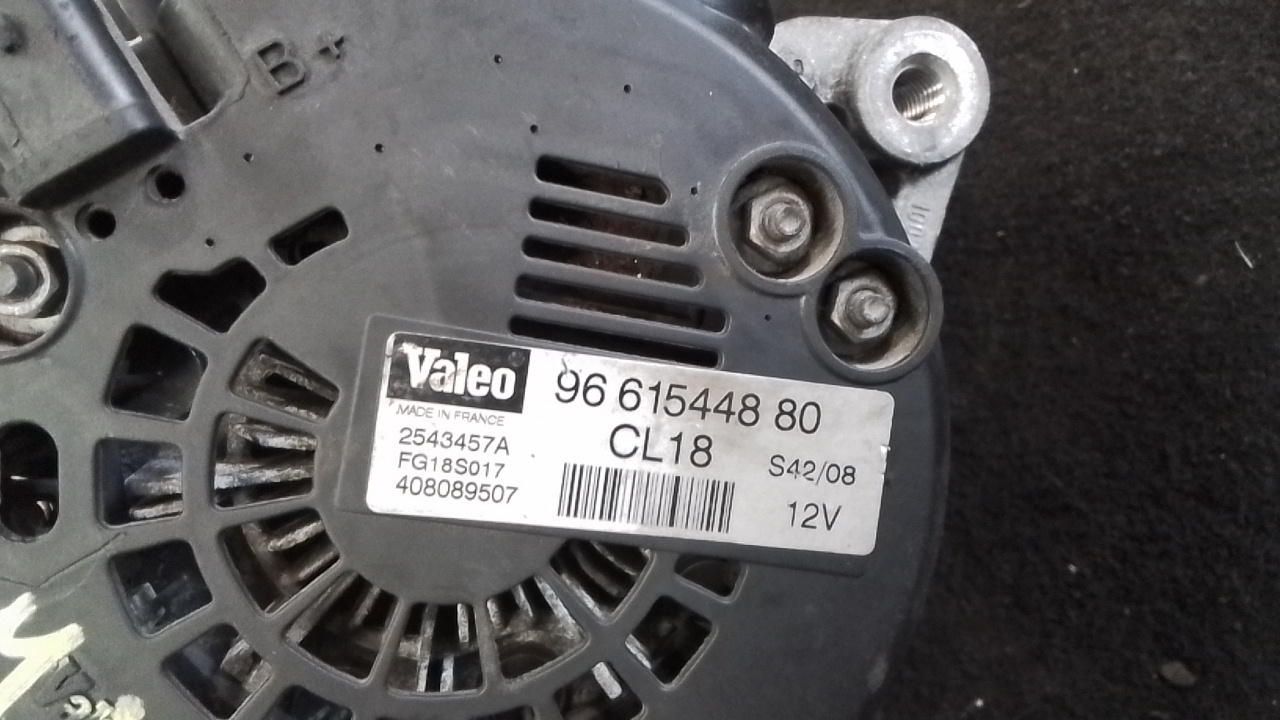 B+
Valeo
MADE IN FRANCE
2543457A
FG18S017
408089507
96 615448 80
CL18
S42/08
12V